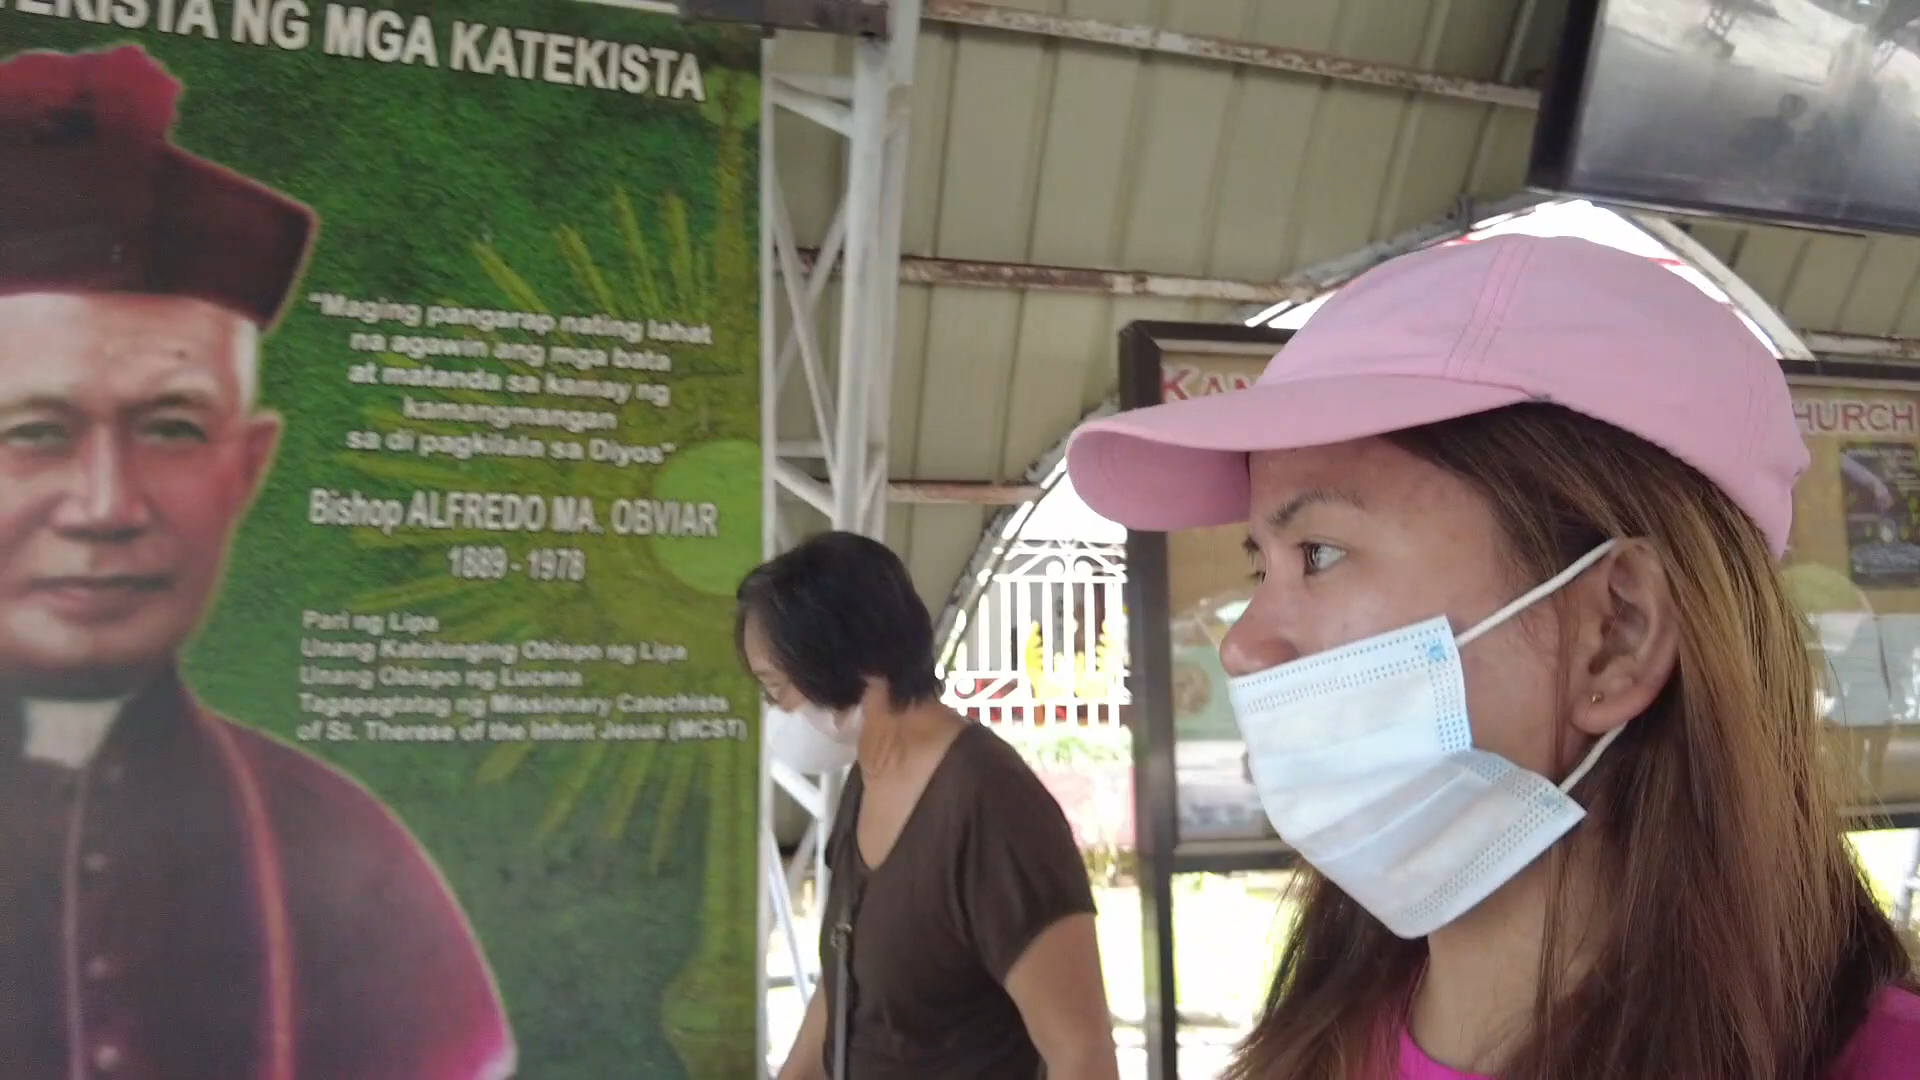 NG MGA KATEKISTA
"Maging pangarap nating lahat
na agawin ang mga bata
at matanda sa kamay ng
kamangmangan
sa di pagkilala sa Diyos"
Bishop ALFREDO MA. OBVIAR
1889 - 1978
Pari ng Lipa
Unang Katulunging Obispo ng Lipa
Unang Obispo ng Lucena
Tagapagtatag ng Missionary Catechists
of St. Therese of the Infant Jesus (MCST)